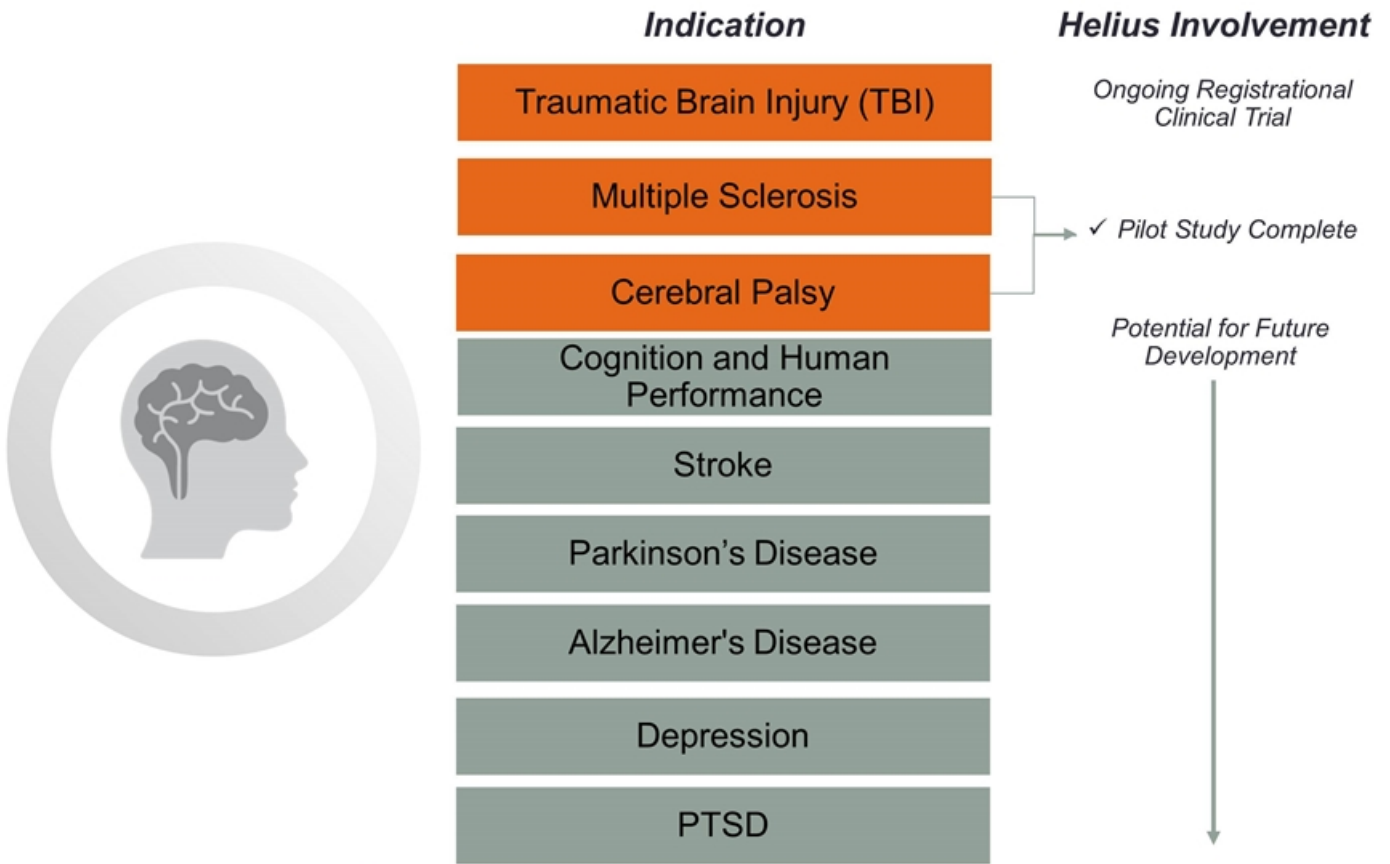 Indication
Helius Involvement
Traumatic Brain Injury (TBI)
Ongoing Registrational
Clinical Trial
Multiple Sclerosis
✓ Pilot Study Complete
Cerebral Palsy
Potential for Future
Development
Cognition and Human
Performance
Stroke
Parkinson’s Disease
Alzheimer's Disease
Depression
PTSD